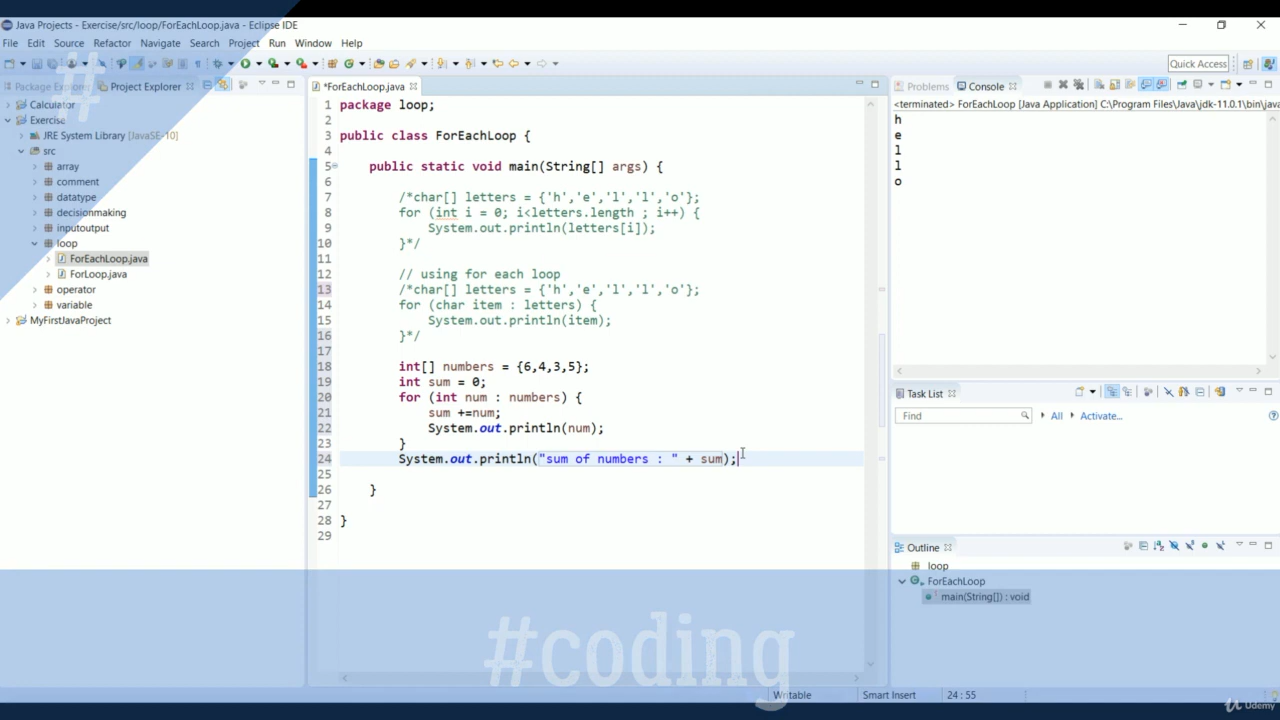 Java Projects - Exercise/src/loop/ForEachLoop.java - Eclipse IDE
File Edit Source Refactor Navigate Search Project Run Window Help
Quick Access
#
Package Explorer Project Explorer
Calculator
Exercise
JRE System Library [JavaSE-10]
src
array
comment
datatype
decisionmaking
inputoutput
loop
ForEachLoop.java
ForLoop.java
operator
variable
MyFirstJavaProject
*ForEachLoop.java
1 package loop;
2
3 public class ForEachLoop {
4
5 public static void main(String[] args) {
6
7 /*char[] letters = {'h','e','l','l','o'};
8 for (int i = 0; i<letters.length ; i++) {
9 System.out.println(letters[i]);
10 }*/
11
12 // using for each loop
13 /*char[] letters = {'h','e','l','l','o'};
14 for (char item : letters) {
15 System.out.println(item);
16 }*/
17
18 int[] numbers = {6,4,3,5};
19 int sum = 0;
20 for (int num : numbers) {
21 sum +=num;
22 System.out.println(num);
23 }
24 System.out.println("sum of numbers : " + sum);
25
26 }
27
28 }
29
Problems Console
<terminated> ForEachLoop [Java Application] C:\Program Files\Java\jdk-11.0.1\bin\java
h
e
l
l
o
Task List
Find All Activate...
Outline
loop
ForEachLoop
main(String[]) : void
#coding
Writable Smart Insert 24 : 55
Udemy